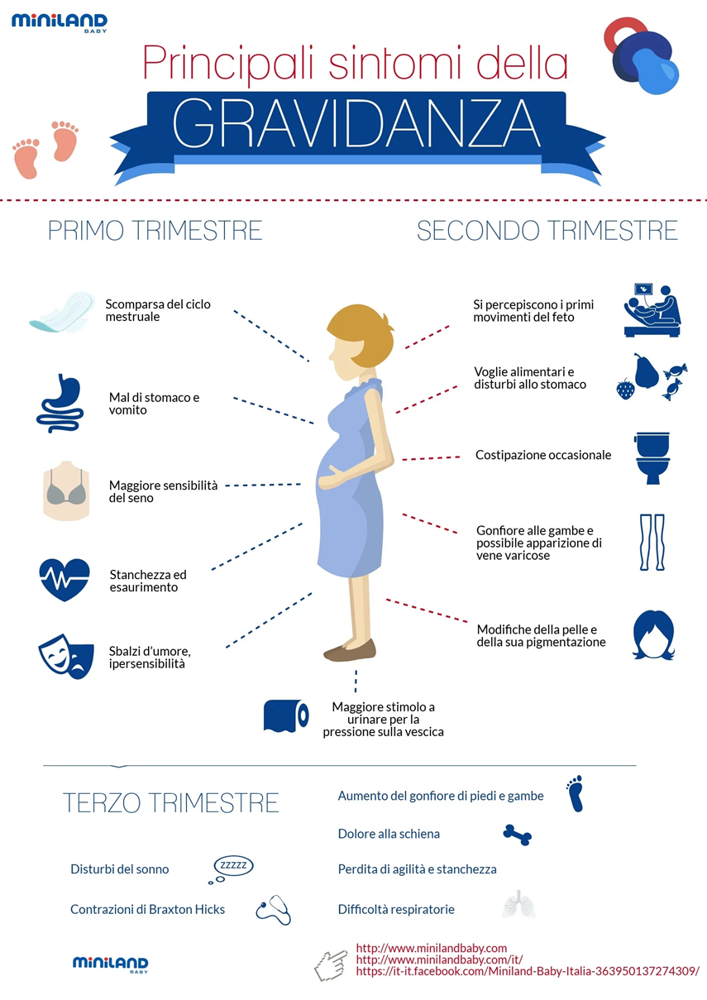 miniland
BABY
Principali sintomi della
GRAVIDANZA
PRIMO TRIMESTRE
Scomparsa del ciclo
mestruale
Mal di stomaco e
vomito
Maggiore sensibilità
del seno
Stanchezza ed
esaurimento
Sbalzi d'umore,
ipersensibilità
Maggiore stimolo a
urinare per la
pressione sulla vescica
SECONDO TRIMESTRE
Si percepiscono i primi
movimenti del feto
Voglie alimentari e
disturbi allo stomaco
Costipazione occasionale
Gonfiore alle gambe e
possibile apparizione di
vene varicose
Modifiche della pelle e
della sua pigmentazione
TERZO TRIMESTRE
Disturbi del sonno
zzzzz
Contrazioni di Braxton Hicks
Aumento del gonfiore di piedi e gambe
Dolore alla schiena
Perdita di agilità e stanchezza
Difficoltà respiratorie
miniland
BABY
http://www.minilandbaby.com
http://www.minilandbaby.com/it/
https://it-it.facebook.com/Miniland-Baby-Italia-363950137274309/